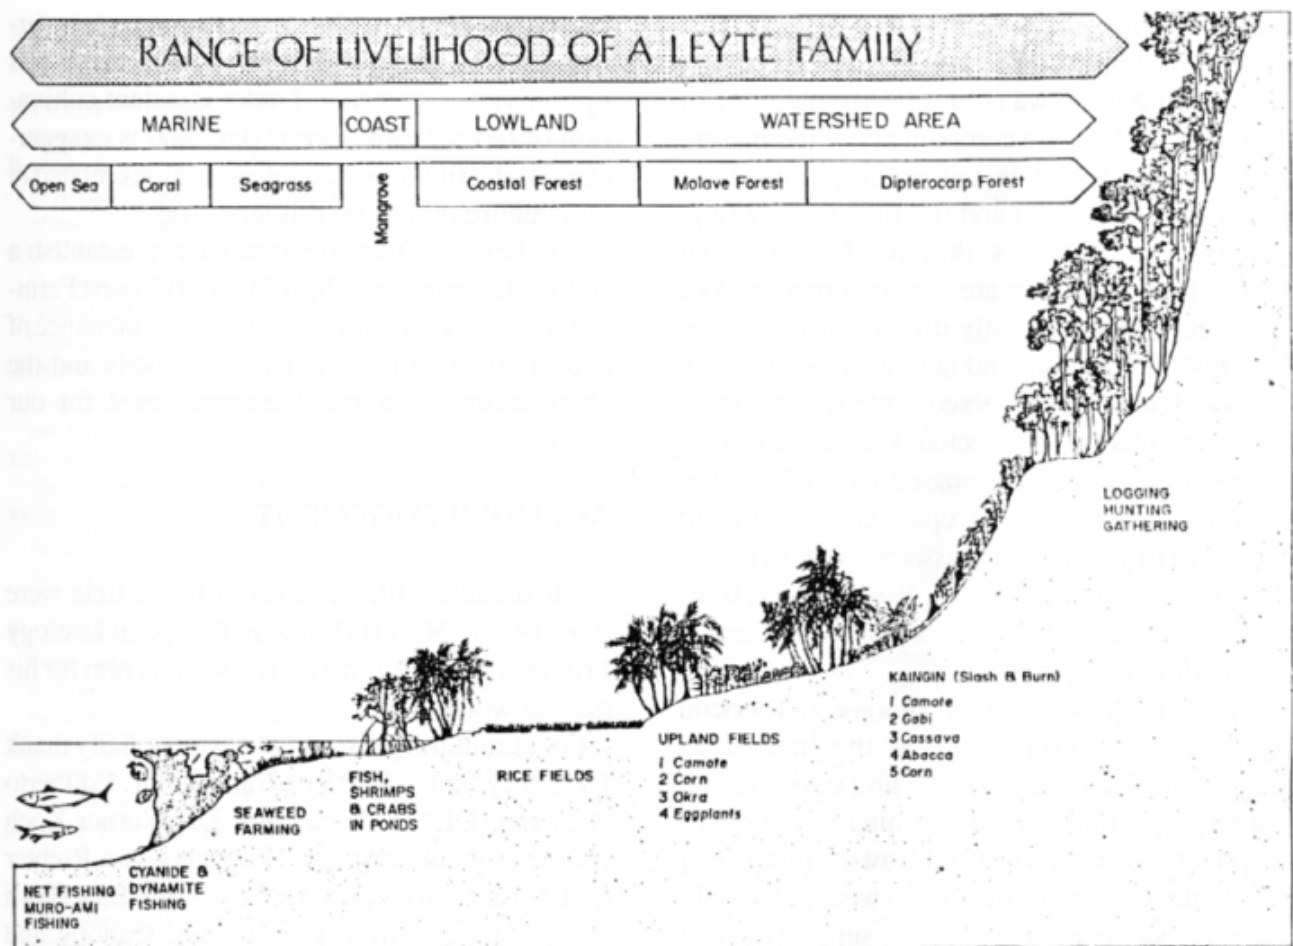 RANGE OF LIVELIHOOD OF A LEYTE FAMILY
MARINE
COAST
LOWLAND
WATERSHED AREA
Open Sea
Coral
Seagrass
Mangrove
Coastal Forest
Molave Forest
Dipterocarp Forest
LOGGING
HUNTING
GATHERING
KAINGIN (Slash & Burn)
1 Camote
2 Gabi
3 Cassava
4 Abacca
5 Corn
UPLAND FIELDS
1 Camote
2 Corn
3 Okra
4 Eggplants
RICE FIELDS
FISH,
SHRIMPS
& CRABS
IN PONDS
SEAWEED
FARMING
CYANIDE &
DYNAMITE
FISHING
NET FISHING
MURO-AMI
FISHING